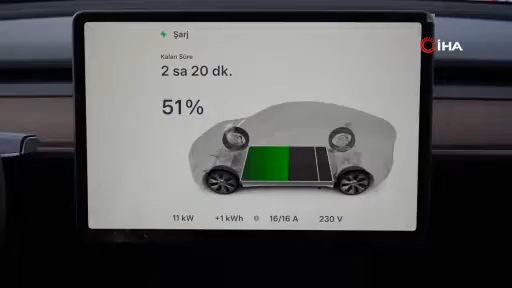 Şarj
İHA
Kalan Süre
2 sa 20 dk.
51%
11 kW +1 kWh 16/16 A 230 V